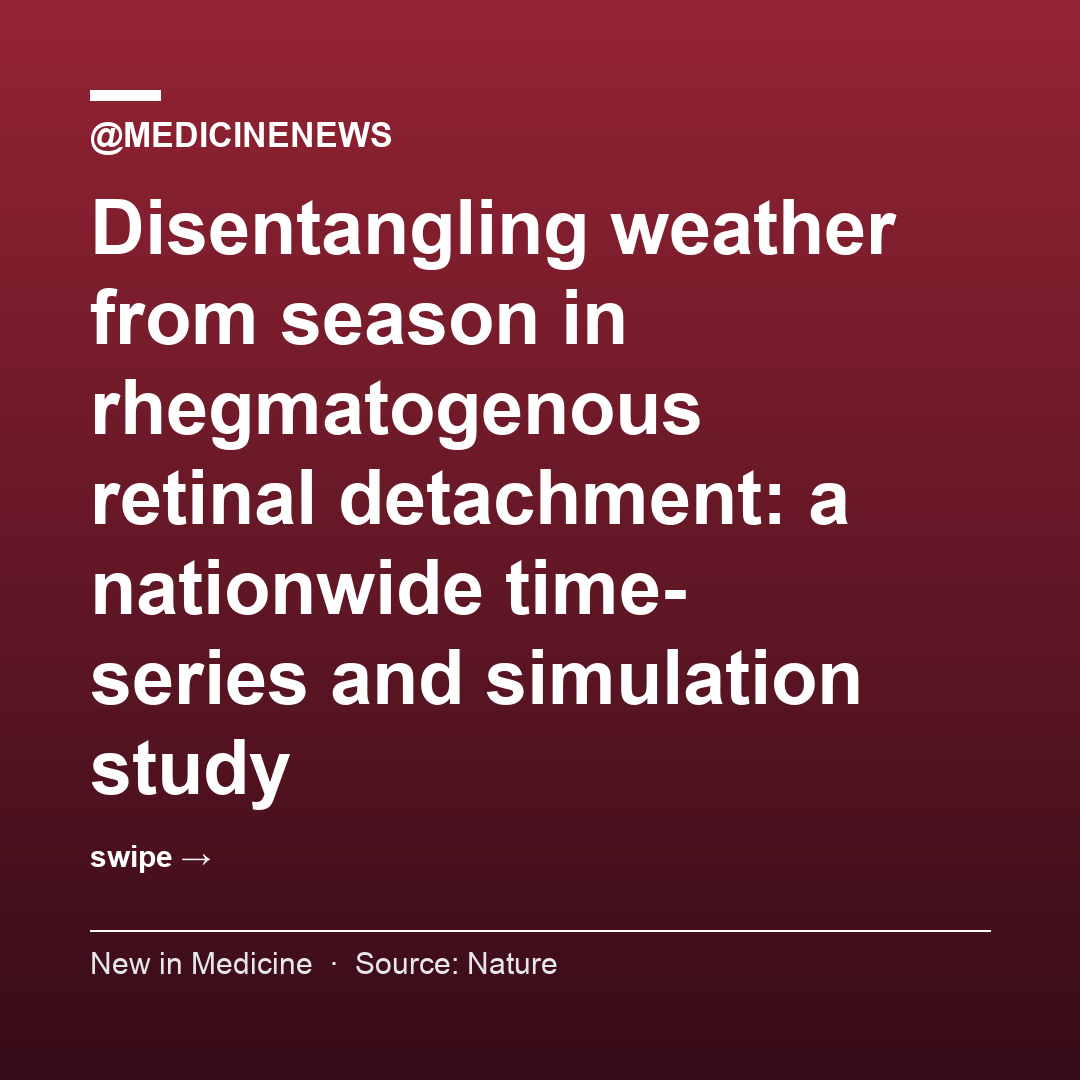 @MEDICINENEWS
Disentangling weather
from season in
rhegmatogenous
retinal detachment: a
nationwide time-
series and simulation
study
swipe →
New in Medicine · Source: Nature